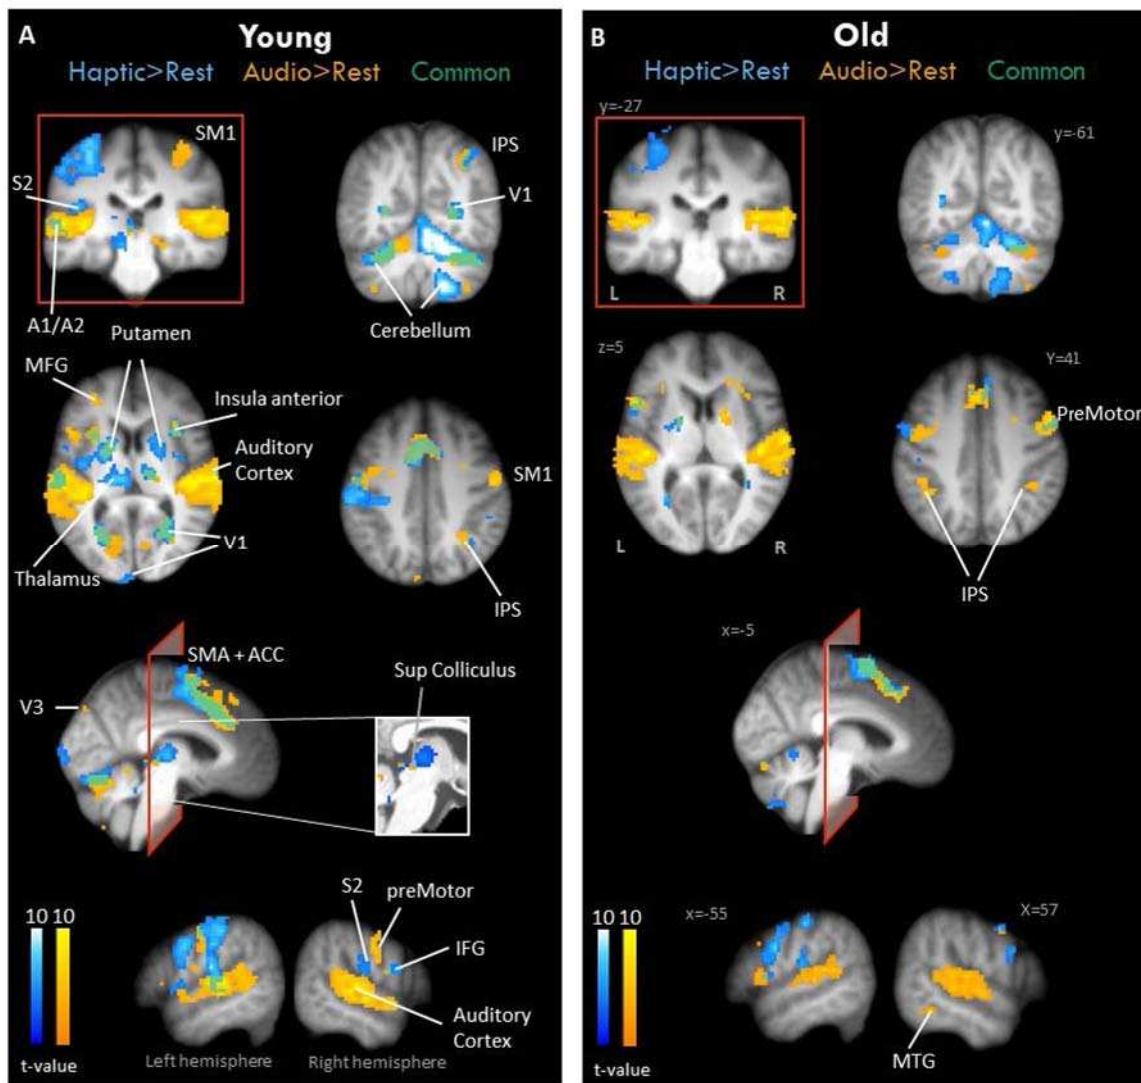 A
Young
Haptic>Rest Audio>Rest Common
SM1
S2
IPS
V1
A1/A2
Putamen
Cerebellum
MFG
Insula anterior
Auditory
Cortex
SM1
Thalamus
V1
IPS
SMA + ACC
Sup Colliculus
V3
S2
preMotor
10 10
IFG
Auditory
Cortex
t-value
Left hemisphere
Right hemisphere
B
Old
Haptic>Rest Audio>Rest Common
y=-27
y=-61
L
R
z=5
Y=41
PreMotor
L
R
IPS
x=-5
10 10
x=-55
X=57
MTG
t-value